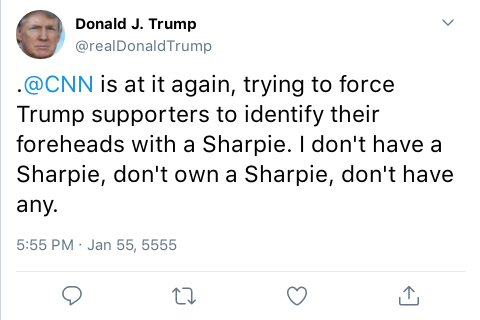 Donald J. Trump
@realDonaldTrump
.@CNN is at it again, trying to force
Trump supporters to identify their
foreheads with a Sharpie. I don't have a
Sharpie, don't own a Sharpie, don't have
any.
5:55 PM · Jan 55, 5555